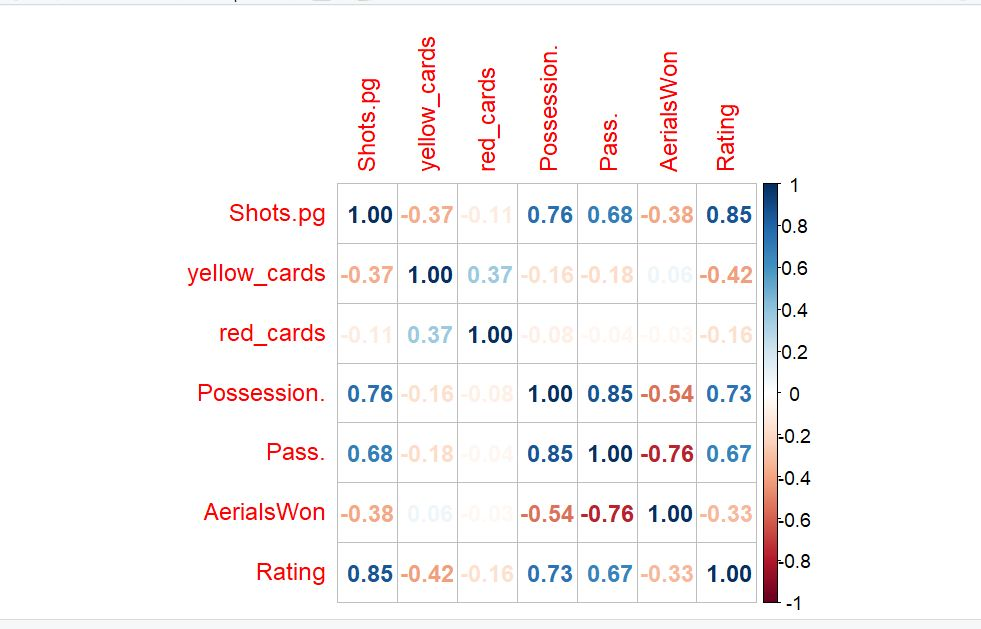 Shots.pg yellow_cards red_cards Possession. Pass. AerialsWon Rating
Shots.pg 1.00 -0.37 -0.11 0.76 0.68 -0.38 0.85
yellow_cards -0.37 1.00 0.37 -0.16 -0.18 0.06 -0.42
red_cards -0.11 0.37 1.00 -0.08 -0.04 -0.03 -0.16
Possession. 0.76 -0.16 -0.08 1.00 0.85 -0.54 0.73
Pass. 0.68 -0.18 -0.04 0.85 1.00 -0.76 0.67
AerialsWon -0.38 0.06 -0.03 -0.54 -0.76 1.00 -0.33
Rating 0.85 -0.42 -0.16 0.73 0.67 -0.33 1.00
1
0.8
0.6
0.4
0.2
0
-0.2
-0.4
-0.6
-0.8
-1